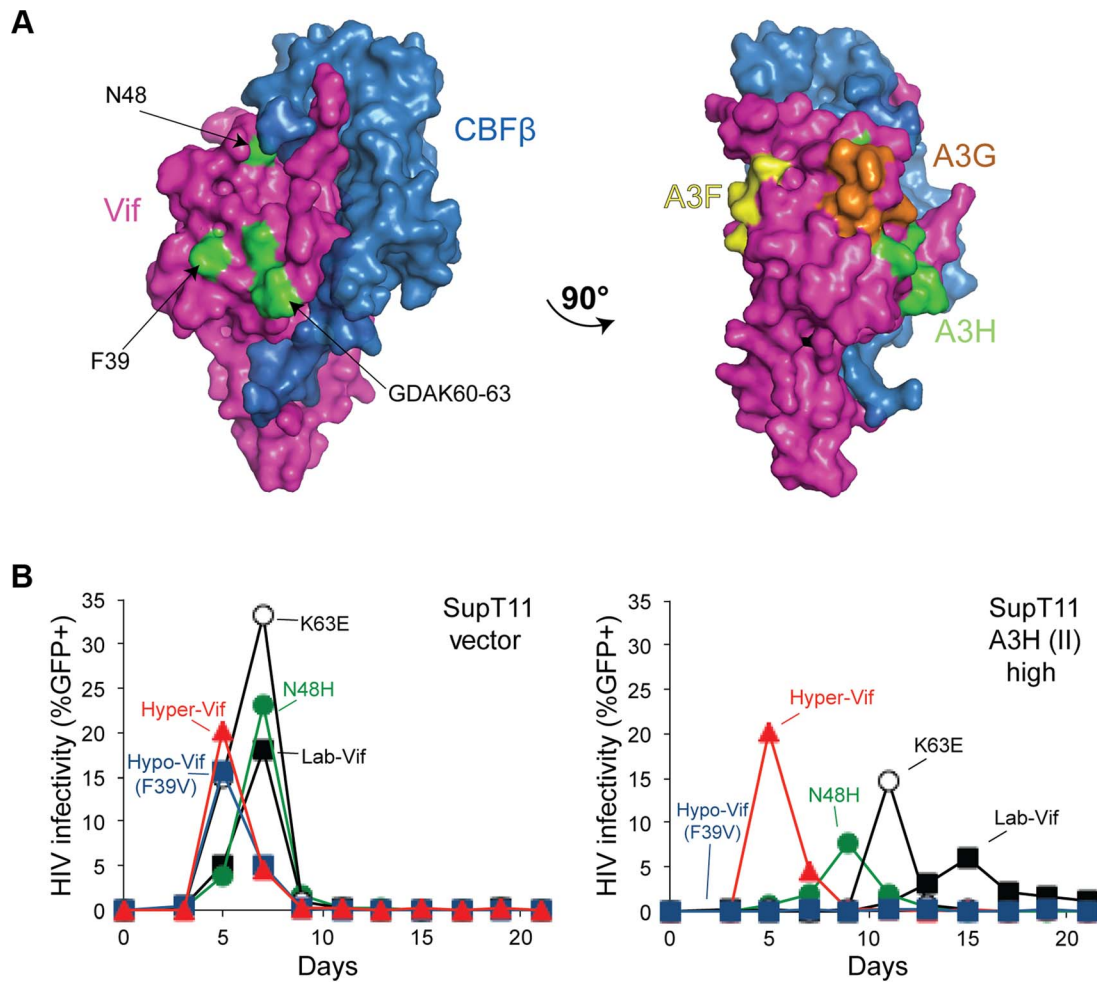 A
N48
CBFβ
Vif
F39
GDAK60-63
90°
A3F
A3G
A3H
B
HIV infectivity (%GFP+)
35
30
25
20
15
10
5
0
0 5 10 15 20
Days
SupT11
vector
K63E
N48H
Hyper-Vif
Hypo-Vif
(F39V)
Lab-Vif
HIV infectivity (%GFP+)
35
30
25
20
15
10
5
0
0 5 10 15 20
Days
SupT11
A3H (II)
high
Hyper-Vif
K63E
N48H
Hypo-Vif
(F39V)
Lab-Vif